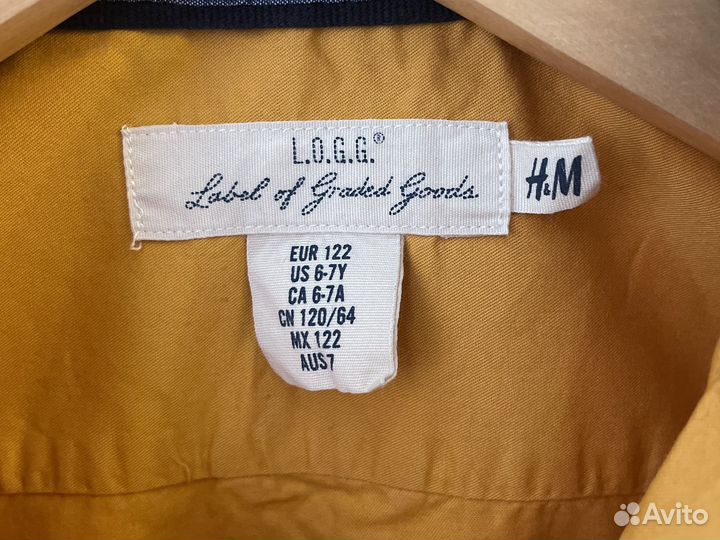 L.O.G.G.®
Label of Graded Goods
H&M
EUR 122
US 6-7Y
CA 6-7A
CN 120/64
MX 122
AUS7
Avito